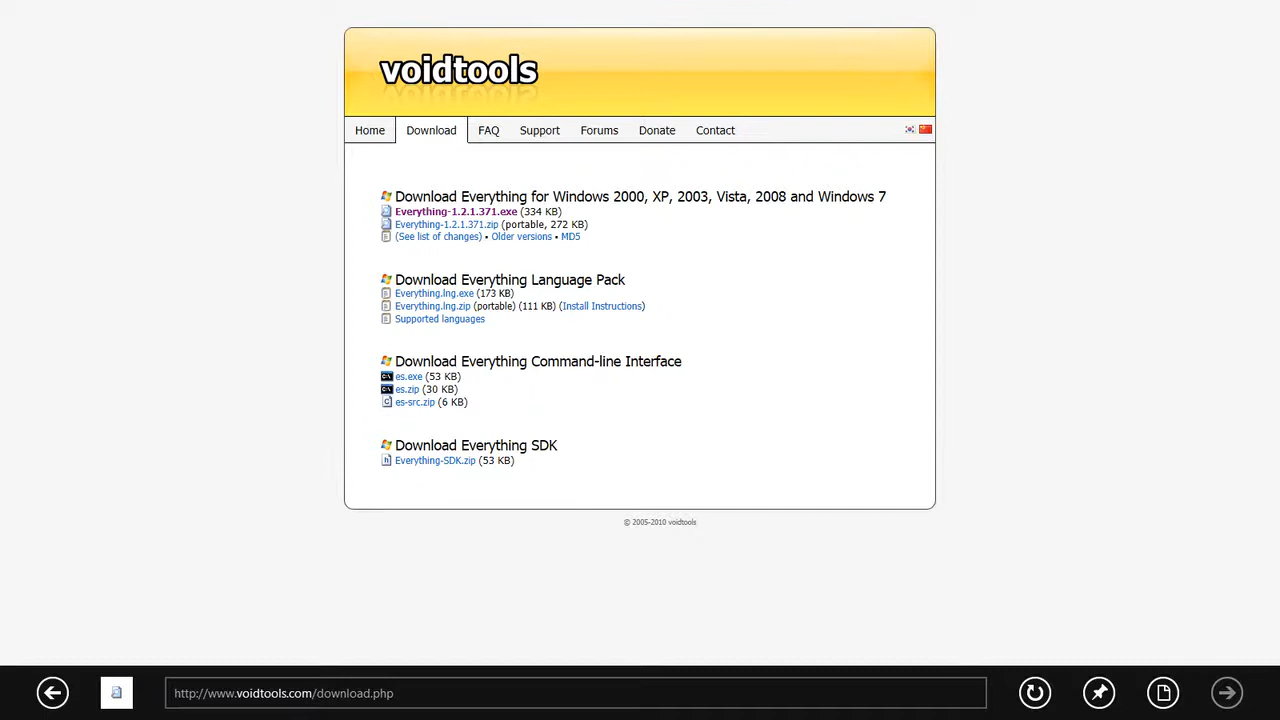 voidtools
Home Download FAQ Support Forums Donate Contact
Download Everything for Windows 2000, XP, 2003, Vista, 2008 and Windows 7
Everything-1.2.1.371.exe (334 KB)
Everything-1.2.1.371.zip (portable, 272 KB)
(See list of changes) • Older versions • MD5
Download Everything Language Pack
Everything.lng.exe (173 KB)
Everything.lng.zip (portable) (111 KB) (Install Instructions)
Supported languages
Download Everything Command-line Interface
es.exe (53 KB)
es.zip (30 KB)
es-src.zip (6 KB)
Download Everything SDK
Everything-SDK.zip (53 KB)
© 2005-2010 voidtools
http://www.voidtools.com/download.php